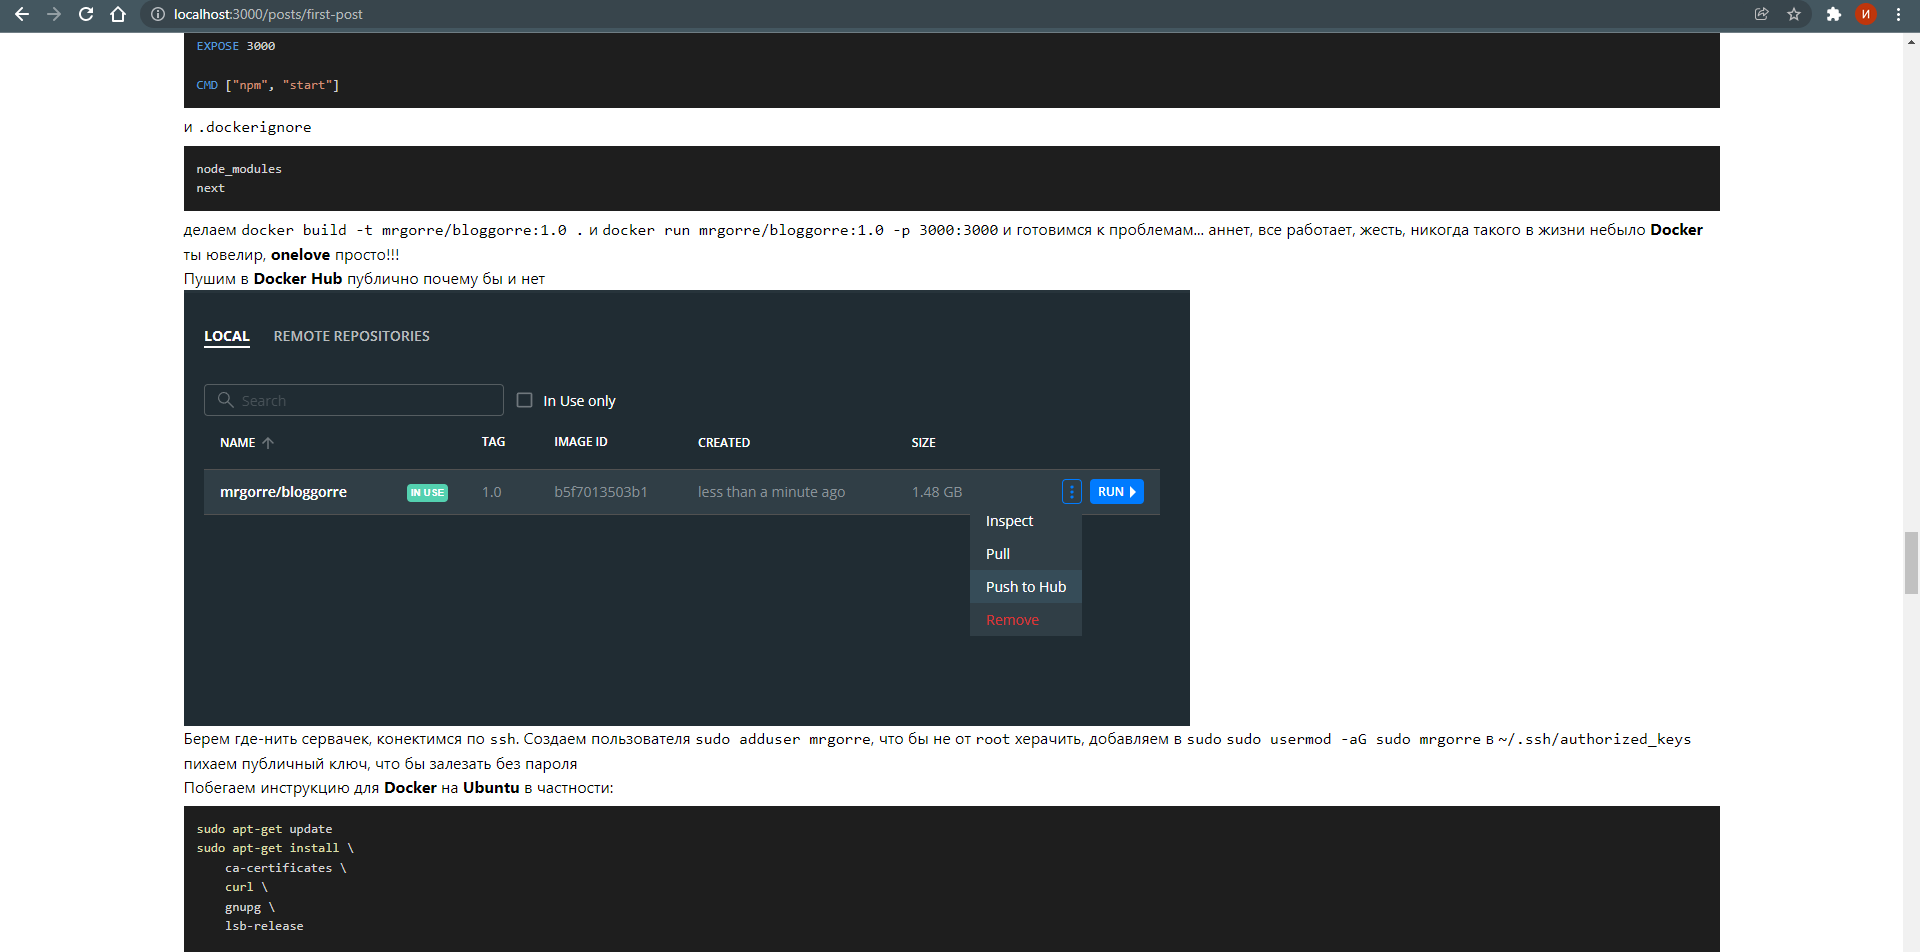 localhost:3000/posts/first-post
И
EXPOSE 3000
CMD ["npm", "start"]
и .dockerignore
node_modules
next
делаем docker build -t mrgorre/bloggorre:1.0 . и docker run mrgorre/bloggorre:1.0 -p 3000:3000 и готовимся к проблемам... аннет, все работает, жесть, никогда такого в жизни небыло Docker
ты ювелир, onelove просто!!!
Пушим в Docker Hub публично почему бы и нет
LOCAL REMOTE REPOSITORIES
Search In Use only
NAME TAG IMAGE ID CREATED SIZE
mrgorre/bloggorre IN USE 1.0 b5f7013503b1 less than a minute ago 1.48 GB RUN
Inspect
Pull
Push to Hub
Remove
Берем где-нить сервачек, конектимся по ssh. Создаем пользователя sudo adduser mrgorre, что бы не от root херачить, добавляем в sudo sudo usermod -aG sudo mrgorre в ~/.ssh/authorized_keys
пихаем публичный ключ, что бы залезать без пароля
Побегаем инструкцию для Docker на Ubuntu в частности:
sudo apt-get update
sudo apt-get install \
ca-certificates \
curl \
gnupg \
lsb-release